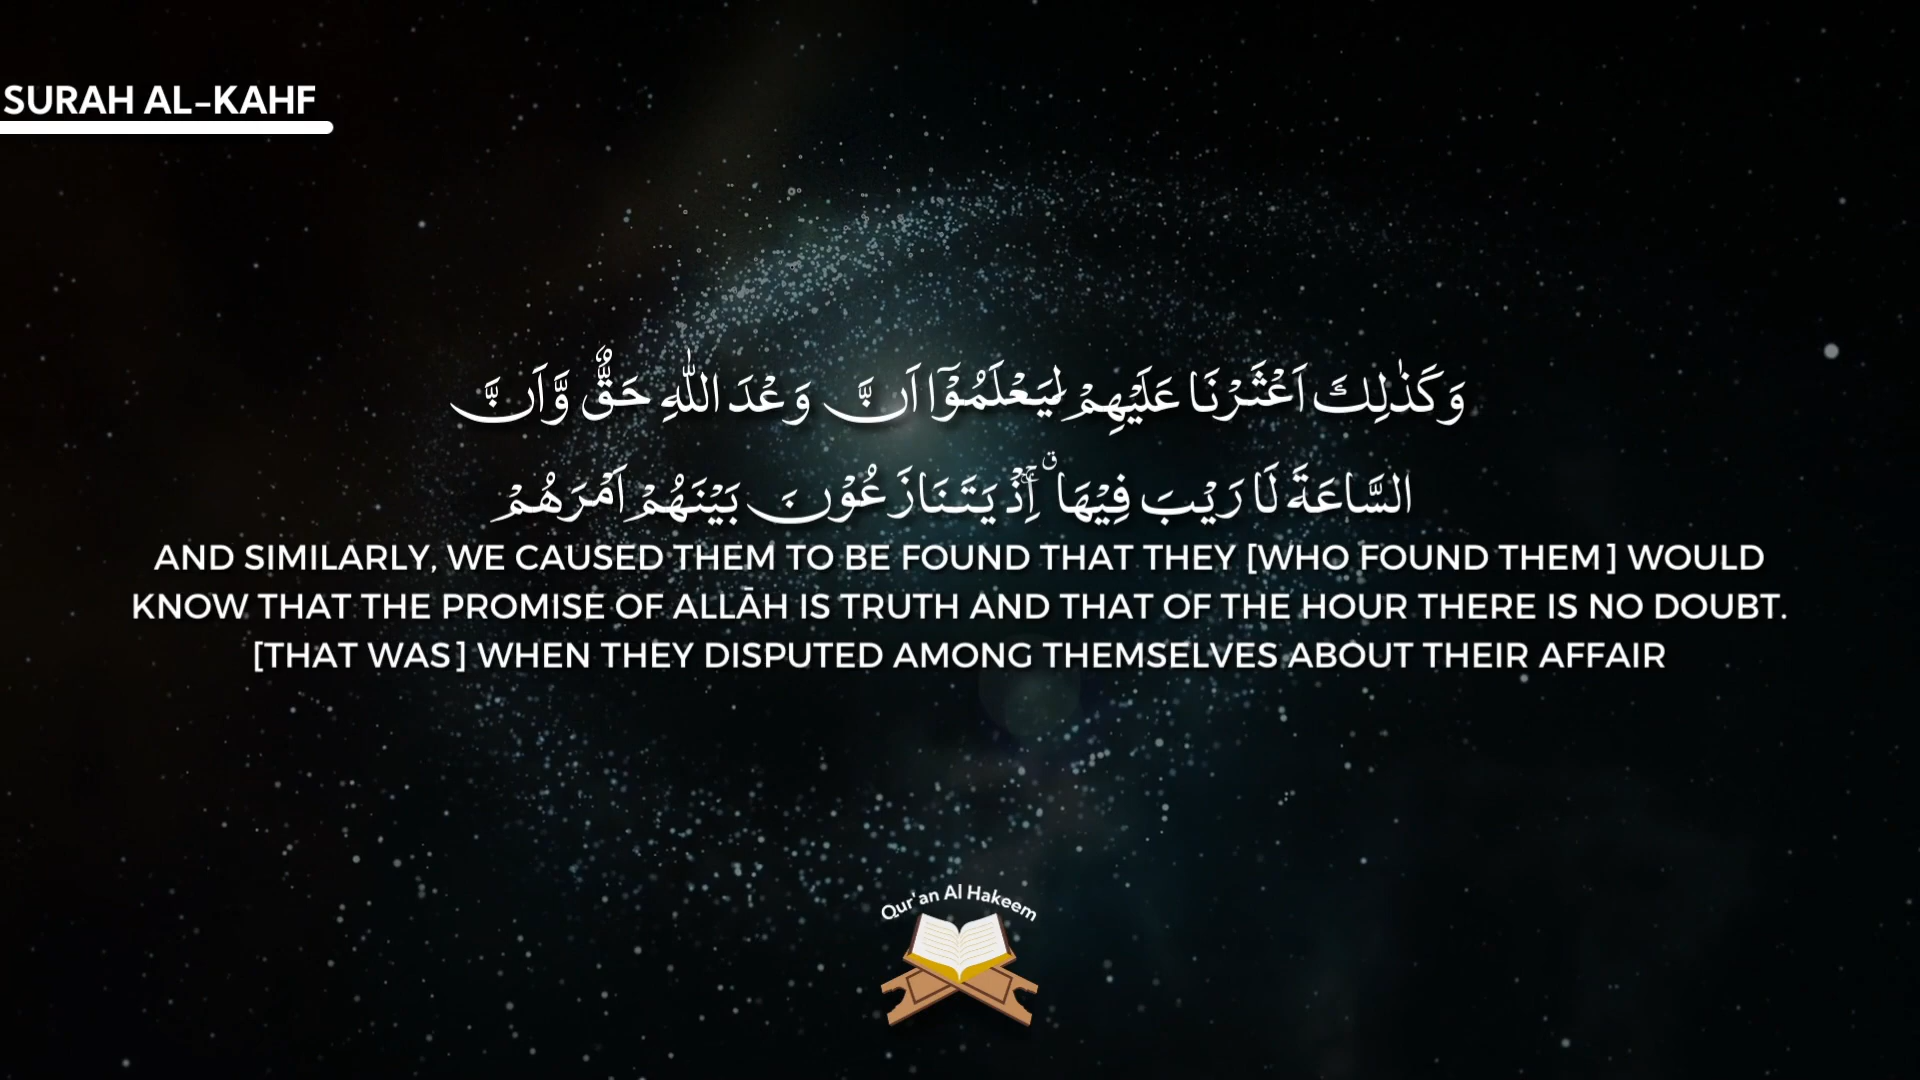 SURAH AL-KAHF
وَكَذٰلِكَ اَعْثَرْنَا عَلَيْهِمْ لِيَعْلَمُوْٓا اَنَّ وَعْدَ اللّٰهِ حَقٌّ وَّاَنَّ
السَّاعَةَ لَا رَيْبَ فِيْهَاۚ اِذْ يَتَنَازَعُوْنَ بَيْنَهُمْ اَمْرَهُمْ
AND SIMILARLY, WE CAUSED THEM TO BE FOUND THAT THEY [WHO FOUND THEM] WOULD
KNOW THAT THE PROMISE OF ALLĀH IS TRUTH AND THAT OF THE HOUR THERE IS NO DOUBT.
[THAT WAS] WHEN THEY DISPUTED AMONG THEMSELVES ABOUT THEIR AFFAIR
Qur'an Al Hakeem